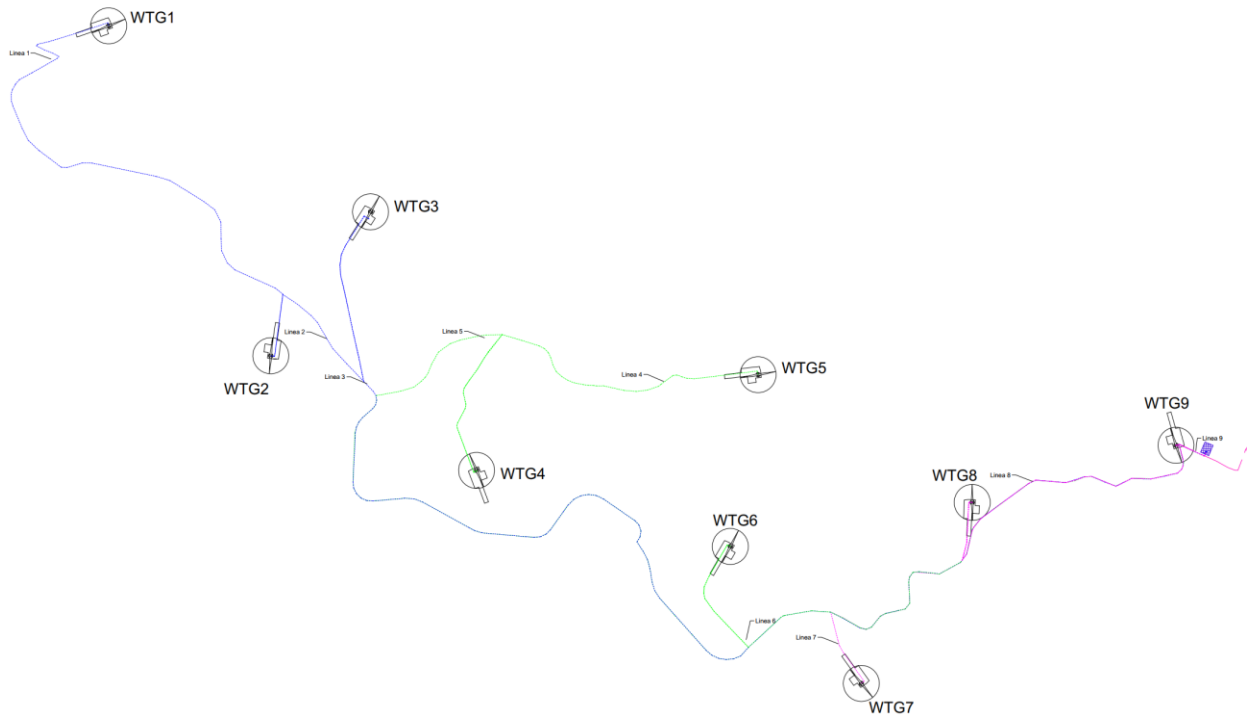 WTG1
Linea 1
WTG3
Linea 2
Linea 5
Linea 3
Linea 4
WTG5
WTG2
WTG9
Linea 9
WTG4
WTG8
Linea 8
WTG6
Linea 6
Linea 7
WTG7